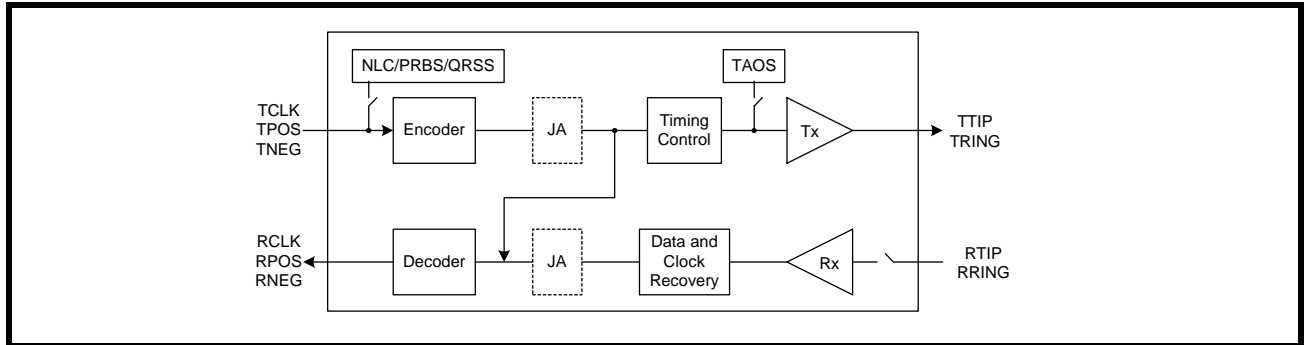 NLC/PRBS/QRSS
TAOS
TCLK
TPOS
TNEG
Encoder
JA
Timing
Control
Tx
TTIP
TRING
RCLK
RPOS
RNEG
Decoder
JA
Data and
Clock
Recovery
Rx
RTIP
RRING